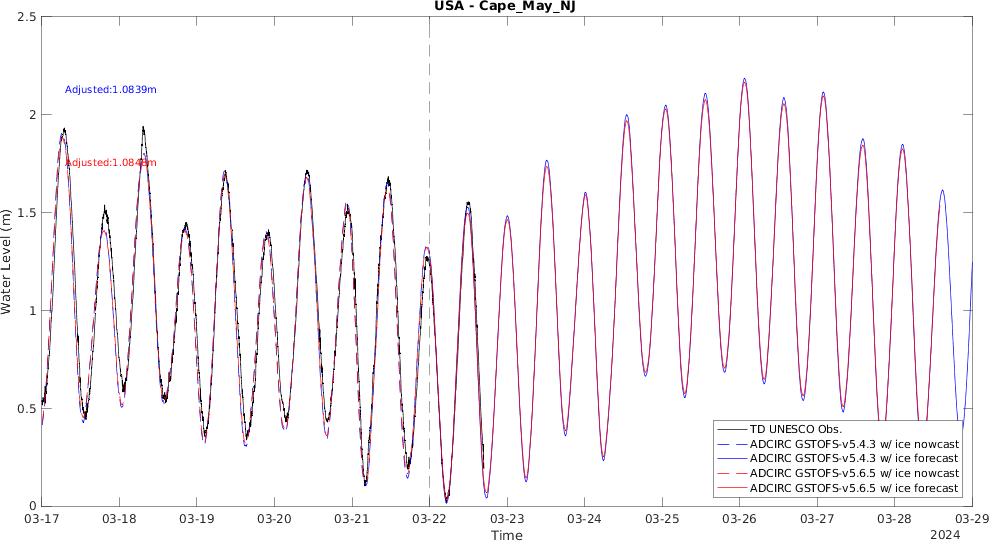 USA - Cape_May_NJ
2.5
2
1.5
1
0.5
0
Water Level (m)
Adjusted:1.0839m
Adjusted:1.0848m
TD UNESCO Obs.
ADCIRC GSTOFS-v5.4.3 w/ ice nowcast
ADCIRC GSTOFS-v5.4.3 w/ ice forecast
ADCIRC GSTOFS-v5.6.5 w/ ice nowcast
ADCIRC GSTOFS-v5.6.5 w/ ice forecast
03-17 03-18 03-19 03-20 03-21 03-22 03-23 03-24 03-25 03-26 03-27 03-28 03-29
Time
2024